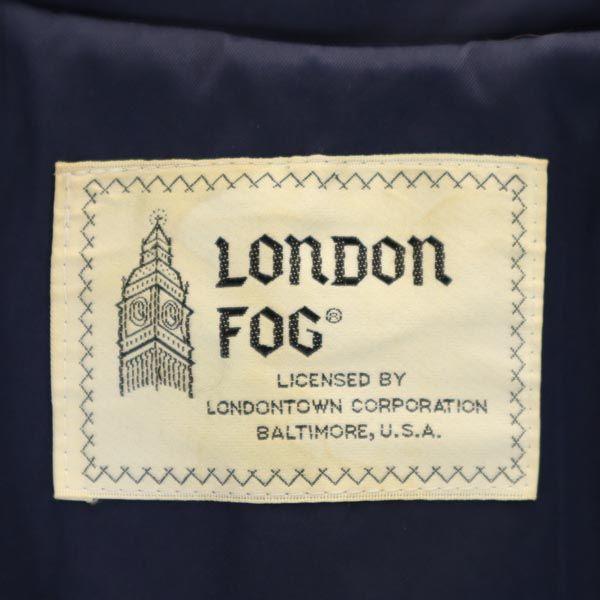 LONDON
FOG®
LICENSED BY
LONDONTOWN CORPORATION
BALTIMORE, U.S.A.